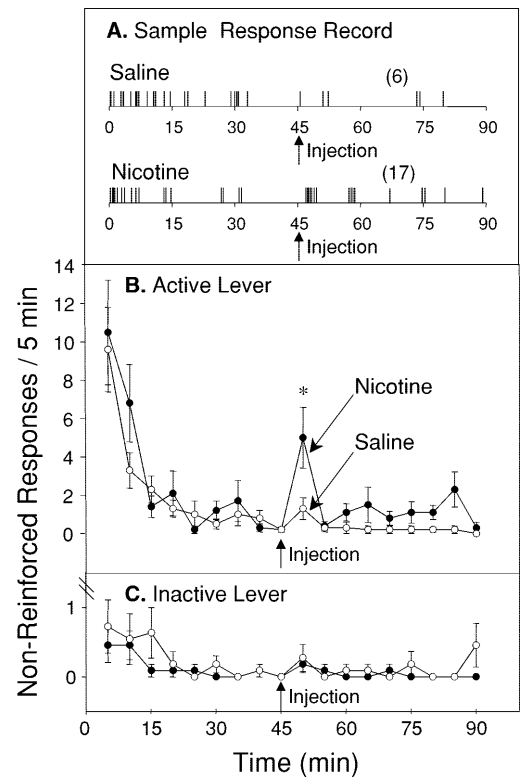 A. Sample Response Record
Saline
(6)
0 15 30 45 60 75 90
Injection
Nicotine
(17)
0 15 30 45 60 75 90
Injection
14
12
10
8
6
4
2
0
B. Active Lever
*
Nicotine
Saline
Injection
C. Inactive Lever
1
0
Injection
0 15 30 45 60 75 90
Time (min)
Non-Reinforced Responses / 5 min